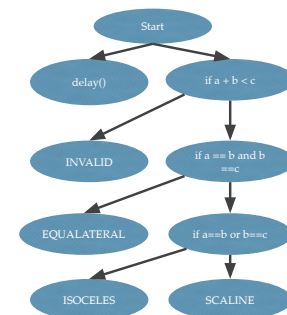 Start
delay()
if a + b < c
INVALID
if a == b and b
==c
EQUALATERAL
if a==b or b==c
ISOCELES
SCALINE